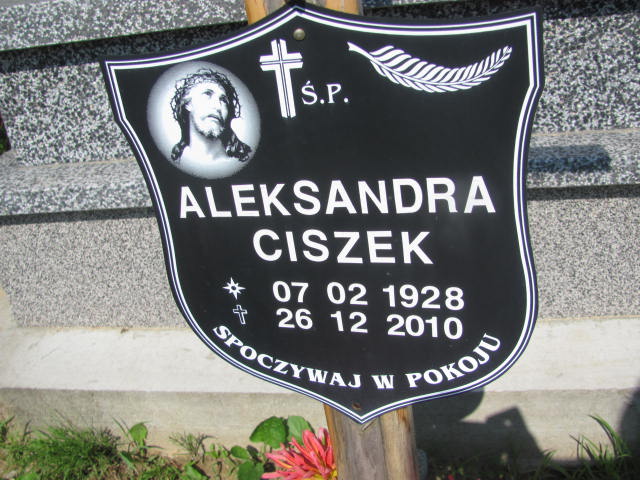 Ś.P.
ALEKSANDRA
CISZEK
07 02 1928
26 12 2010
SPOCZYWAJ W POKOJU